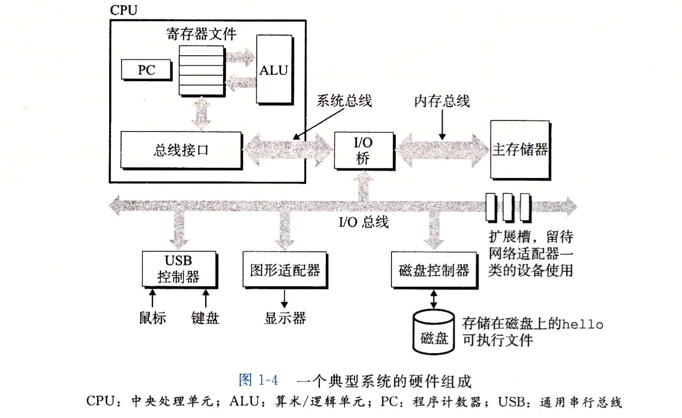 CPU
寄存器文件
PC
ALU
系统总线
内存总线
总线接口
I/O
桥
主存储器
I/O 总线
扩展槽，留待
网络适配器一
类的设备使用
USB
控制器
图形适配器
磁盘控制器
鼠标
键盘
显示器
磁盘
存储在磁盘上的hello
可执行文件
图 1-4 一个典型系统的硬件组成
CPU：中央处理单元；ALU：算术/逻辑单元；PC：程序计数器；USB：通用串行总线